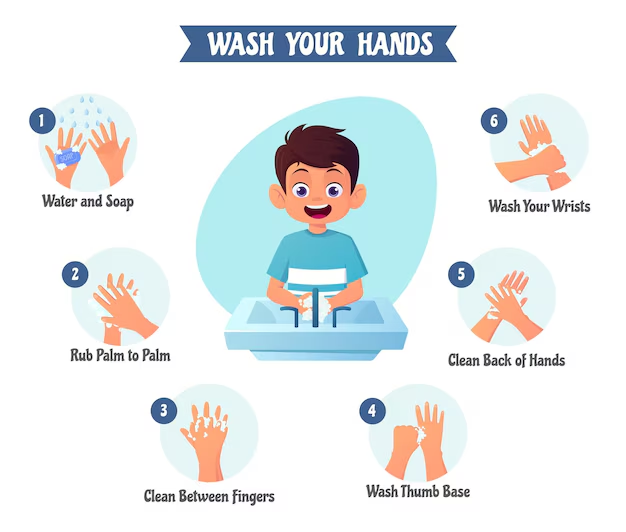 WASH YOUR HANDS
1
SOAP
Water and Soap
2
Rub Palm to Palm
3
Clean Between Fingers
4
Wash Thumb Base
5
Clean Back of Hands
6
Wash Your Wrists